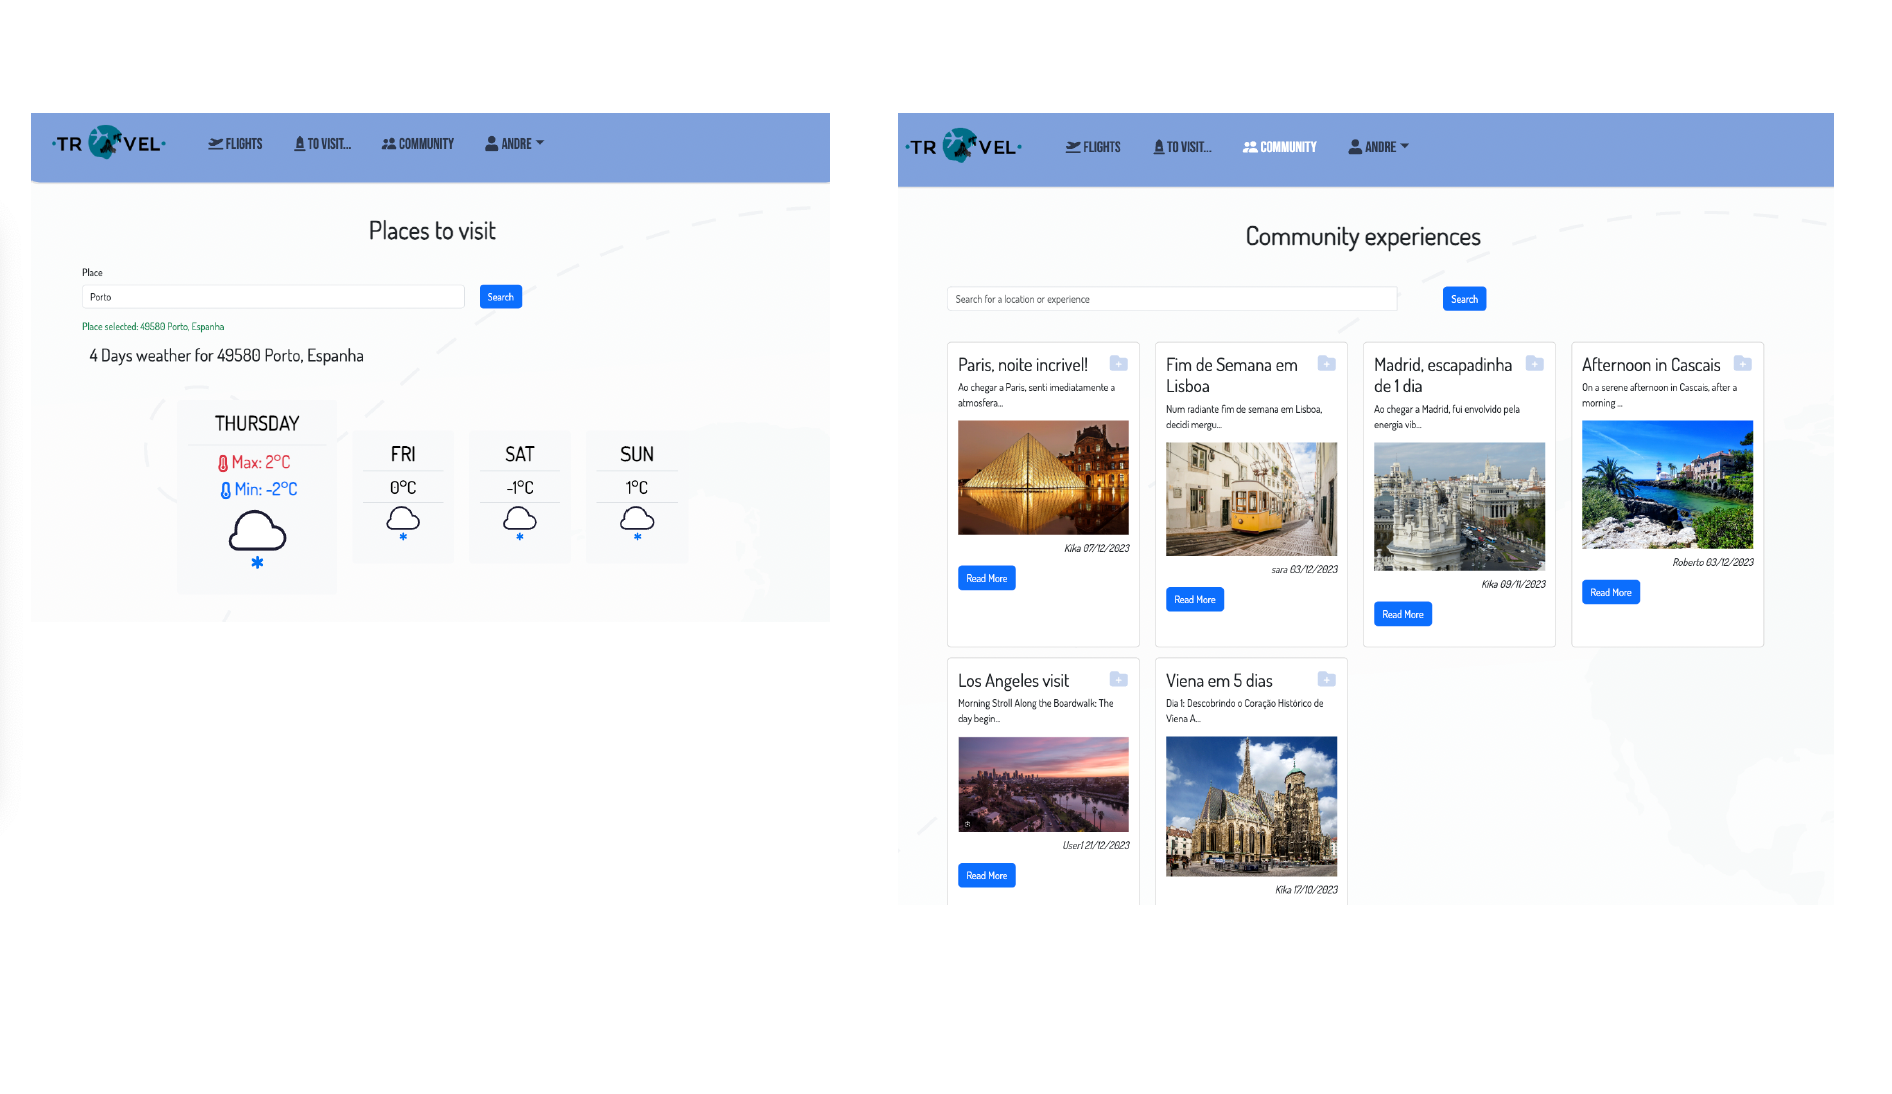 TR VEL
FLIGHTS
TO VISIT...
COMMUNITY
ANDRE
Places to visit
Place
Porto
Search
Place selected: 49580 Porto, Espanha
4 Days weather for 49580 Porto, Espanha
THURSDAY
Max: 2°C
Min: -2°C
FRI
0°C
SAT
-1°C
SUN
1°C
TR VEL
FLIGHTS
TO VISIT...
COMMUNITY
ANDRE
Community experiences
Search for a location or experience
Search
Paris, noite incrivel!
Ao chegar a Paris, senti imediatamente a
atmosfera...
Kika 07/12/2023
Read More
Fim de Semana em
Lisboa
Num radiante fim de semana em Lisboa,
decidi mergu...
sara 03/12/2023
Read More
Madrid, escapadinha
de 1 dia
Ao chegar a Madrid, fui envolvido pela
energia vib...
Kika 09/11/2023
Read More
Afternoon in Cascais
On a serene afternoon in Cascais, after a
morning ...
Roberto 03/12/2023
Read More
Los Angeles visit
Morning Stroll Along the Boardwalk: The
day begin...
User1 21/12/2023
Read More
Viena em 5 dias
Dia 1: Descobrindo o Coração Histórico de
Viena A...
Kika 17/10/2023